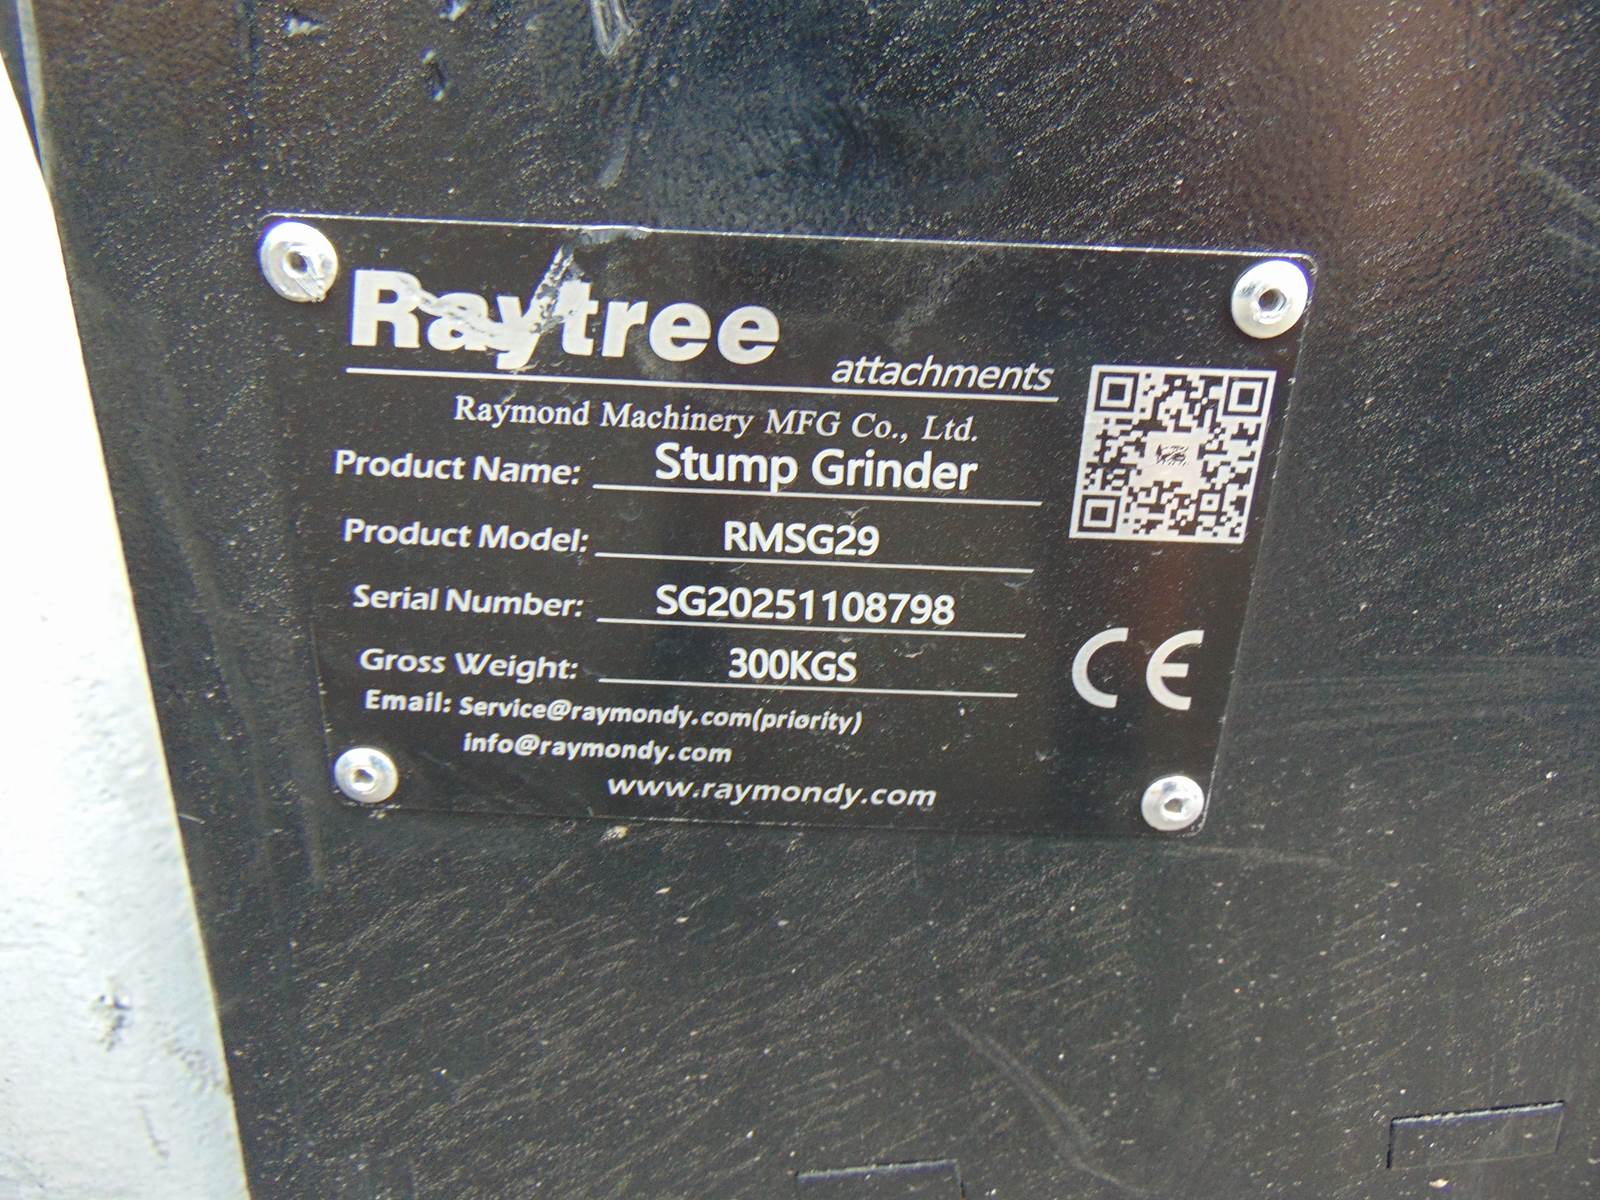 Raytree
attachments
Raymond Machinery MFG Co., Ltd.
Product Name: Stump Grinder
Product Model: RMSG29
Serial Number: SG20251108798
Gross Weight: 300KGS
Email: Service@raymondy.com(priority)
info@raymondy.com
www.raymondy.com
CE